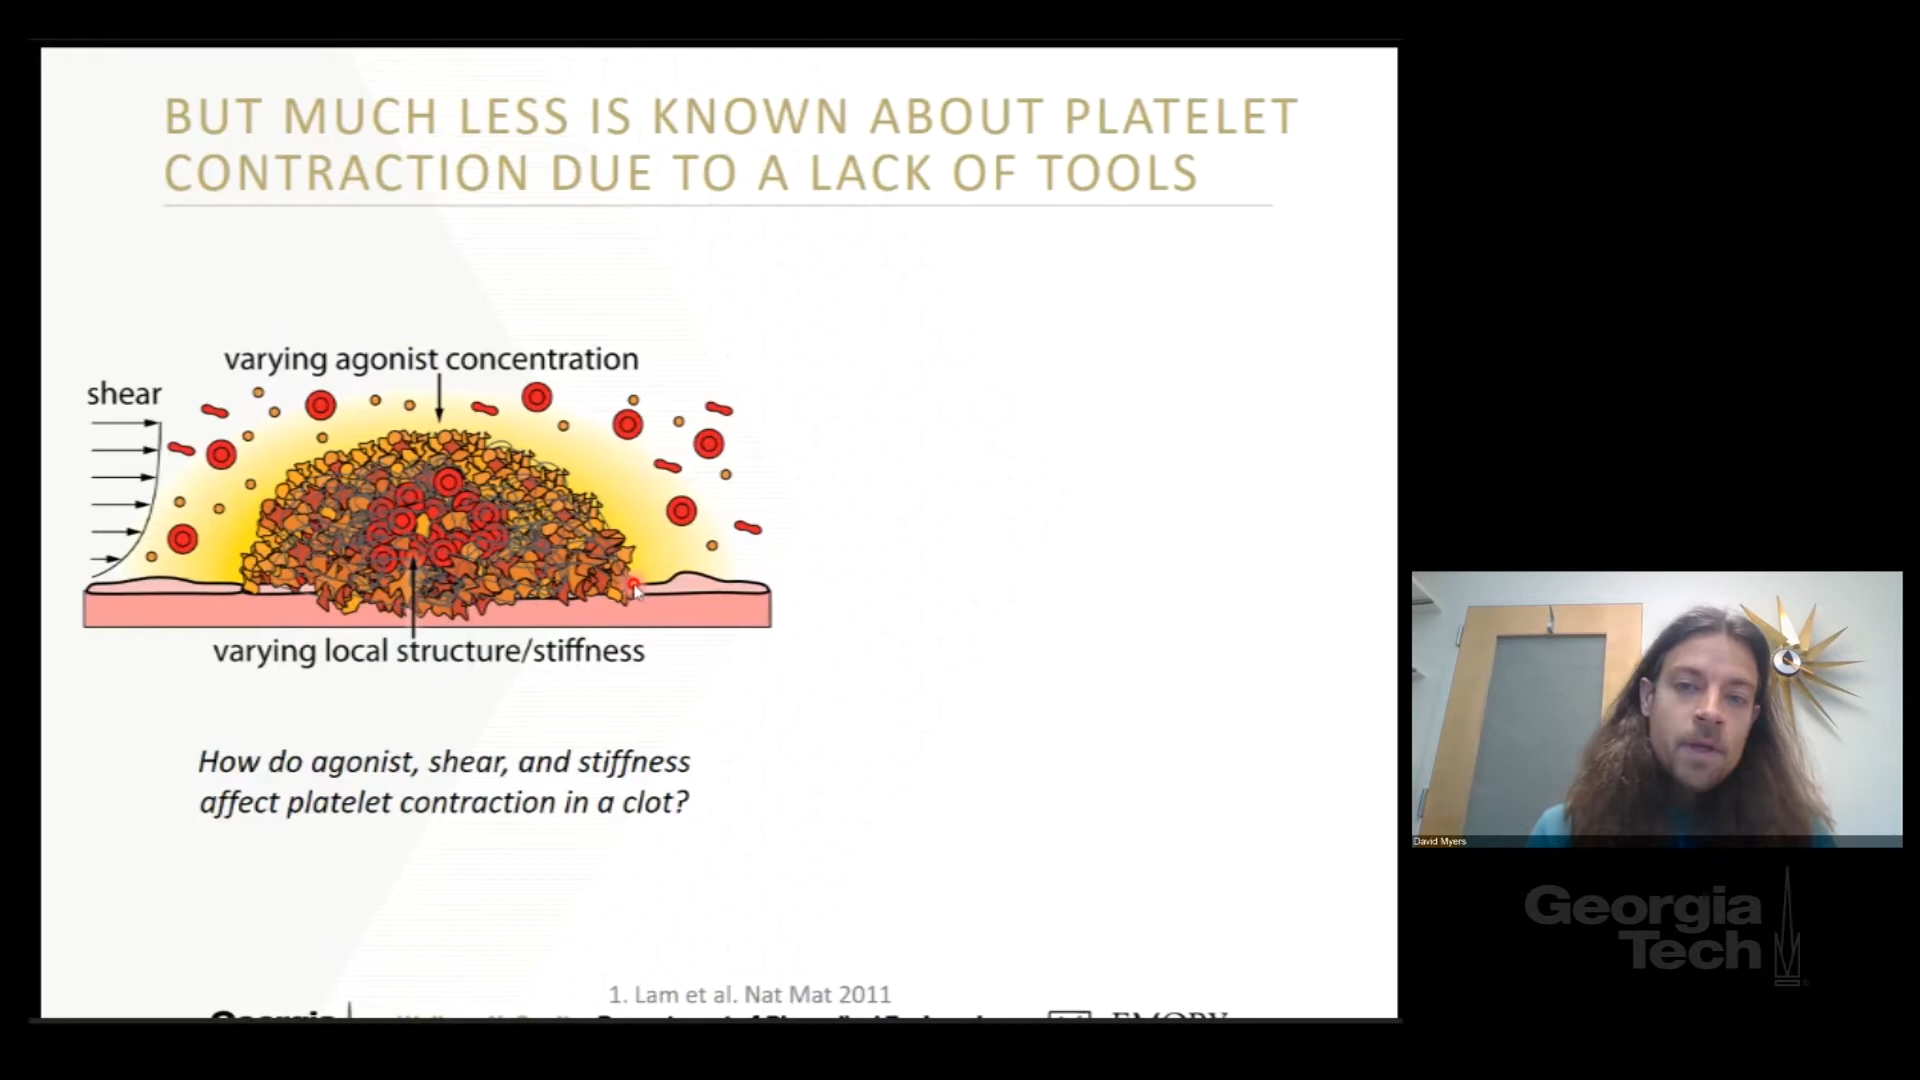 BUT MUCH LESS IS KNOWN ABOUT PLATELET
CONTRACTION DUE TO A LACK OF TOOLS
varying agonist concentration
shear
varying local structure/stiffness
How do agonist, shear, and stiffness
affect platelet contraction in a clot?
1. Lam et al. Nat Mat 2011
Georgia
EMORY
David Myers
Georgia
Tech